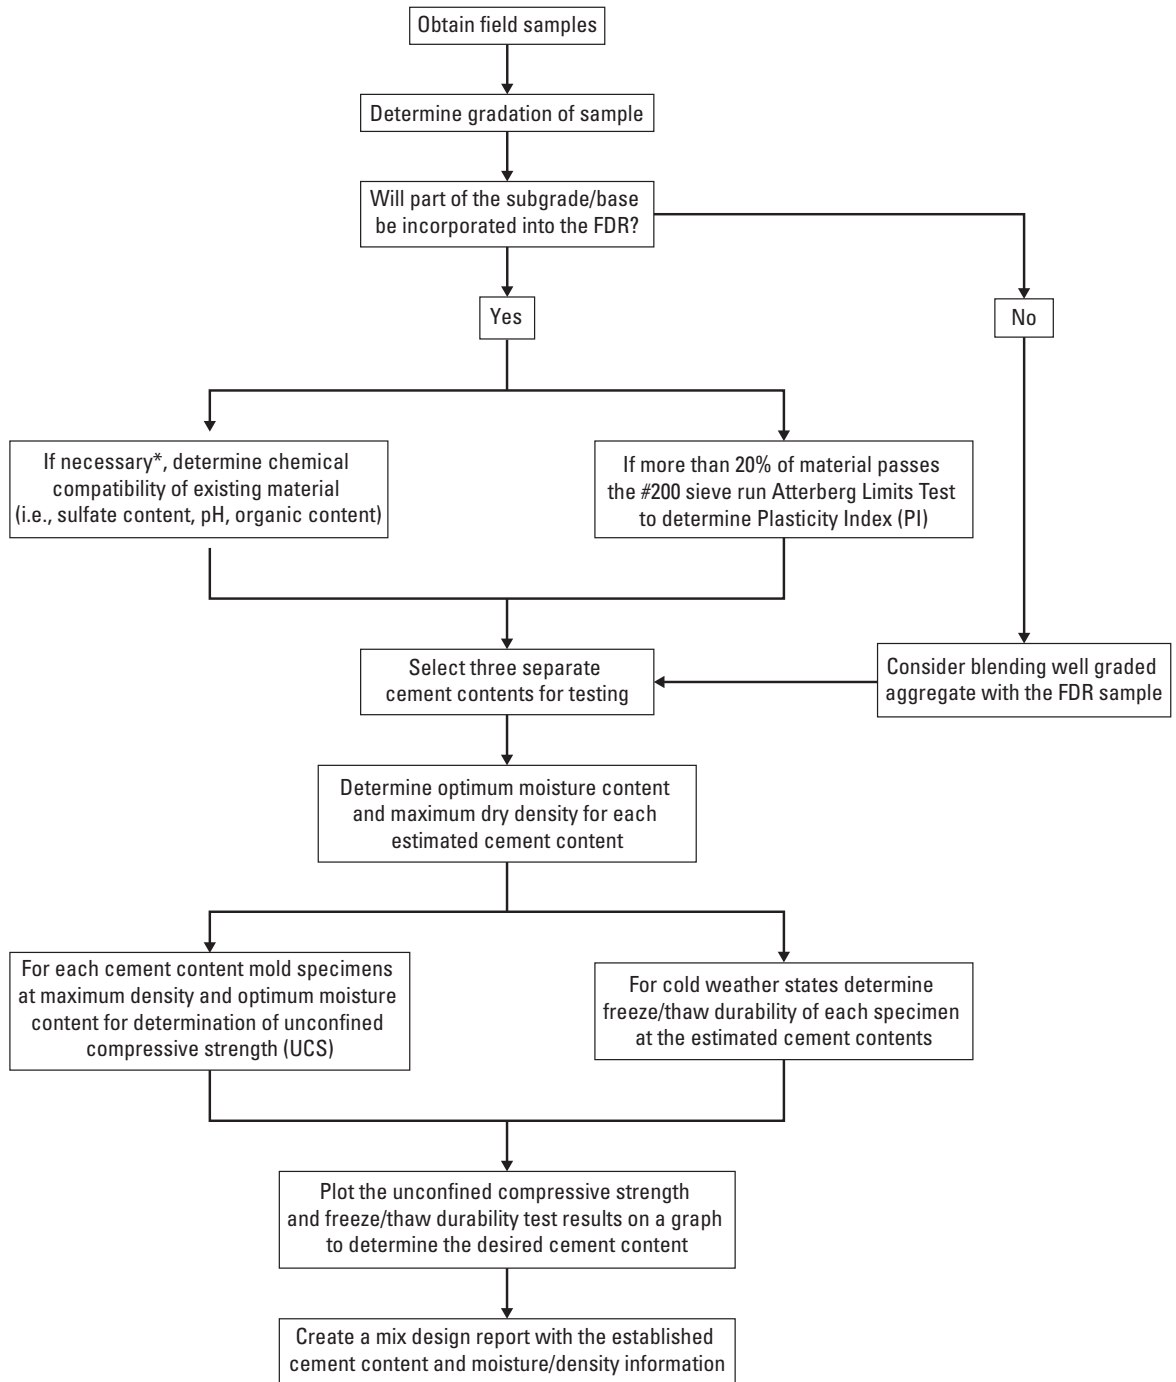 Obtain field samples
Determine gradation of sample
Will part of the subgrade/base
be incorporated into the FDR?
Yes
No
If necessary*, determine chemical
compatibility of existing material
(i.e., sulfate content, pH, organic content)
If more than 20% of material passes
the #200 sieve run Atterberg Limits Test
to determine Plasticity Index (PI)
Select three separate
cement contents for testing
Consider blending well graded
aggregate with the FDR sample
Determine optimum moisture content
and maximum dry density for each
estimated cement content
For each cement content mold specimens
at maximum density and optimum moisture
content for determination of unconfined
compressive strength (UCS)
For cold weather states determine
freeze/thaw durability of each specimen
at the estimated cement contents
Plot the unconfined compressive strength
and freeze/thaw durability test results on a graph
to determine the desired cement content
Create a mix design report with the established
cement content and moisture/density information